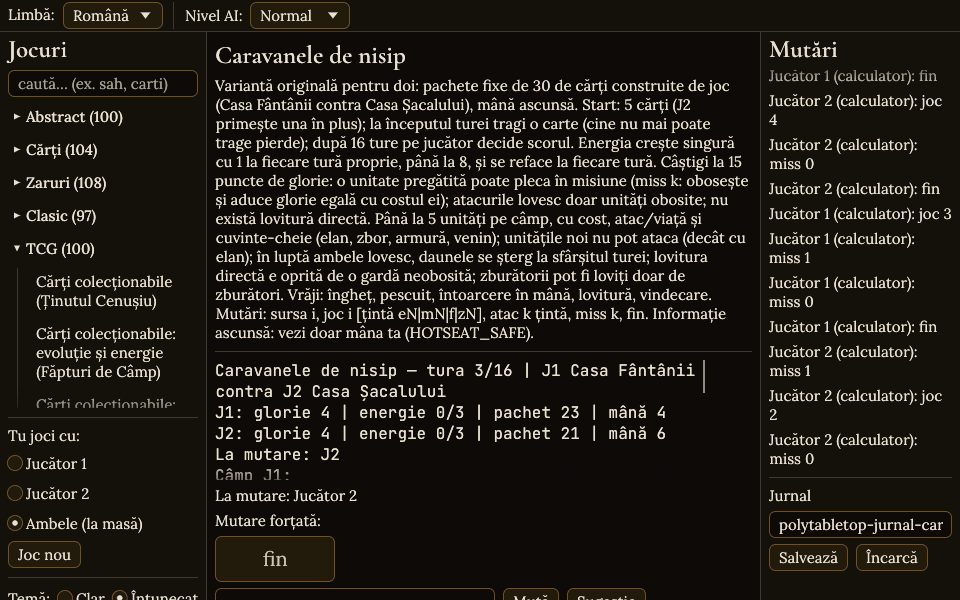 Limbă: Română ▼ Nivel AI: Normal ▼
Jocuri
caută... (ex. sah, carti)
▸ Abstract (100)
▸ Cărți (104)
▸ Zaruri (108)
▸ Clasic (97)
▾ TCG (100)
Cărți colecționabile
(Ținutul Cenușiu)
Cărți colecționabile:
evoluție și energie
(Făpturi de Câmp)
Cărți colecționabile:
Tu joci cu:
Jucător 1
Jucător 2
Ambele (la masă)
Joc nou
Temă: Clar Întunecat
Caravanele de nisip
Variantă originală pentru doi: pachete fixe de 30 de cărți construite de joc
(Casa Fântânii contra Casa Șacalului), mână ascunsă. Start: 5 cărți (J2
primește una în plus); la începutul turei tragi o carte (cine nu mai poate
trage pierde); după 16 ture pe jucător decide scorul. Energia crește singură
cu 1 la fiecare tură proprie, până la 8, și se reface la fiecare tură. Câștigi la 15
puncte de glorie: o unitate pregătită poate pleca în misiune (miss k: obosește
și aduce glorie egală cu costul ei); atacurile lovesc doar unități obosite; nu
există lovitură directă. Până la 5 unități pe câmp, cu cost, atac/viață și
cuvinte-cheie (elan, zbor, armură, venin); unitățile noi nu pot ataca (decât cu
elan); în luptă ambele lovesc, daunele se șterg la sfârșitul turei; lovitura
directă e oprită de o gardă neobosită; zburătorii pot fi loviți doar de
zburători. Vrăji: îngheț, pescuit, întoarcere în mână, lovitură, vindecare.
Mutări: sursa i, joc i [țintă eN|mN|f|zN], atac k țintă, miss k, fin. Informație
ascunsă: vezi doar mâna ta (HOTSEAT_SAFE).
Caravanele de nisip — tura 3/16 | J1 Casa Fântânii
contra J2 Casa Șacalului
J1: glorie 4 | energie 0/3 | pachet 23 | mână 4
J2: glorie 4 | energie 0/3 | pachet 21 | mână 6
La mutare: J2
Câmp J1:
La mutare: Jucător 2
Mutare forțată:
fin
Mută Sugestie
Mutări
Jucător 1 (calculator): fin
Jucător 2 (calculator): joc
4
Jucător 2 (calculator):
miss 0
Jucător 2 (calculator): fin
Jucător 1 (calculator): joc 3
Jucător 1 (calculator):
miss 1
Jucător 1 (calculator):
miss 0
Jucător 1 (calculator): fin
Jucător 2 (calculator):
miss 1
Jucător 2 (calculator): joc
2
Jucător 2 (calculator):
miss 0
Jurnal
polytabletop-jurnal-car
Salvează Încarcă